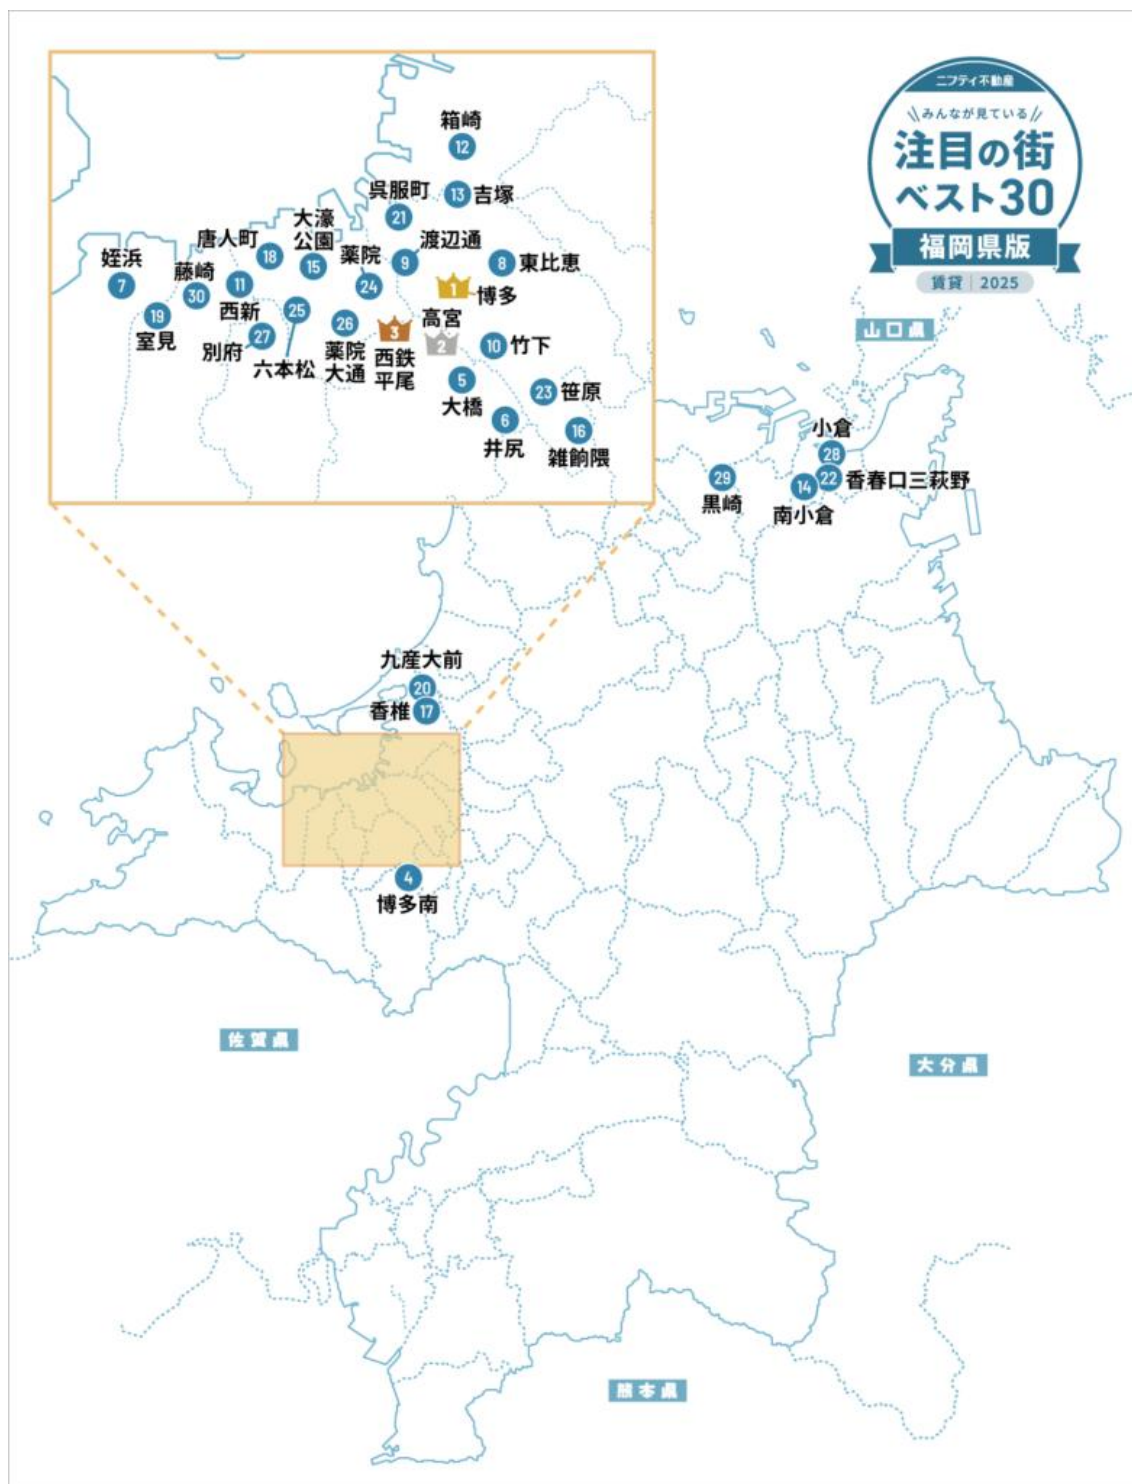 ニフティ不動産
みんなが見ている
注目の街
ベスト30
福岡県版
賃貸｜2025
箱崎
12
13 吉塚
呉服町
21
大濠
公園
15
渡辺通
9
唐人町
18
薬院
24
8 東比恵
姪浜
7
藤崎
30
11
西新
1 博多
19
室見
25
六本松
26
薬院
大通
3
西鉄
平尾
高宮
2
別府 27
10 竹下
5
大橋
23 笹原
6
井尻
16
雑餉隈
山口県
小倉
28
22 香春口三萩野
14
南小倉
29
黒崎
九産大前
20
香椎 17
4
博多南
佐賀県
大分県
熊本県